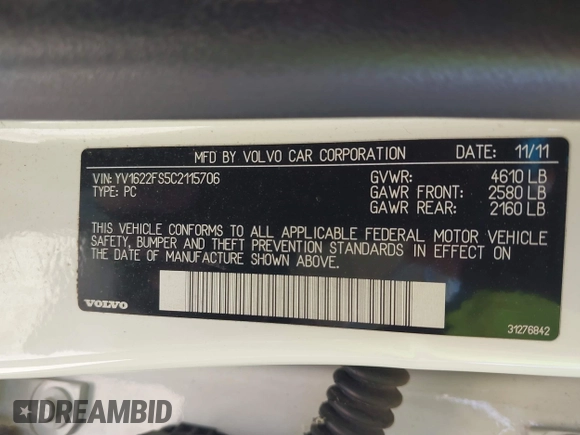 MFD BY VOLVO CAR CORPORATION DATE: 11/11
VIN: YV1622FS5C2115706 GVWR: 4610 LB
TYPE: PC GAWR FRONT: 2580 LB
GAWR REAR: 2160 LB
THIS VEHICLE CONFORMS TO ALL APPLICABLE FEDERAL MOTOR VEHICLE
SAFETY, BUMPER AND THEFT PREVENTION STANDARDS IN EFFECT ON
THE DATE OF MANUFACTURE SHOWN ABOVE.
VOLVO 31276842
DREAMBID